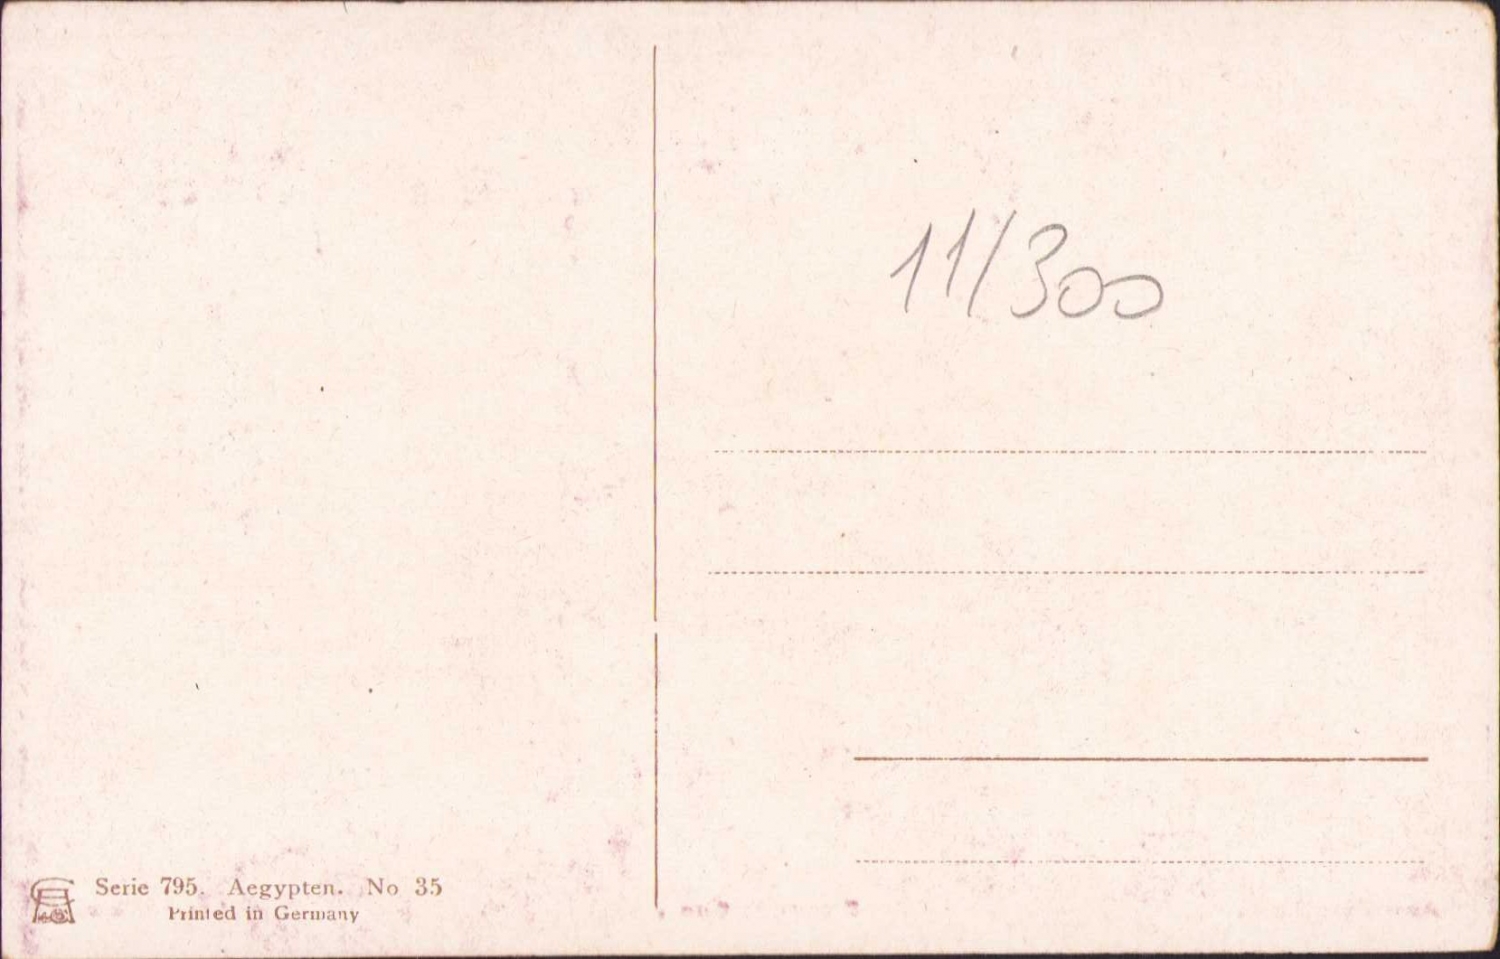 11/300
Serie 795. Aegypten. No 35
Printed in Germany